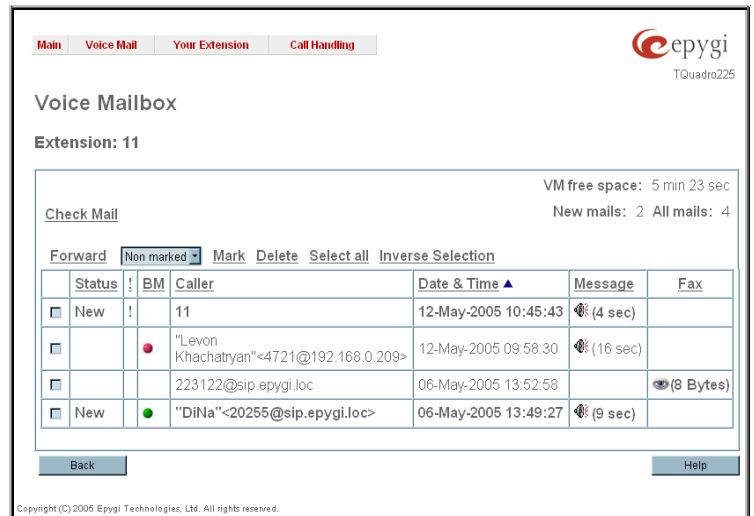 Main Voice Mail Your Extension Call Handling
epygi
TQuadro225
Voice Mailbox
Extension: 11
VM free space: 5 min 23 sec
Check Mail New mails: 2 All mails: 4
Forward Non marked Mark Delete Select all Inverse Selection
Status ! BM Caller Date & Time Message Fax
New ! 11 12-May-2005 10:45:43 (4 sec)
"Levon
Khachatryan"<4721@192.168.0.209> 12-May-2005 09:58:30 (16 sec)
223122@sip.epygi.loc 06-May-2005 13:52:58 (8 Bytes)
New "DiNa"<20255@sip.epygi.loc> 06-May-2005 13:49:27 (9 sec)
Back Help
Copyright (C) 2005 Epygi Technologies, Ltd. All rights reserved.